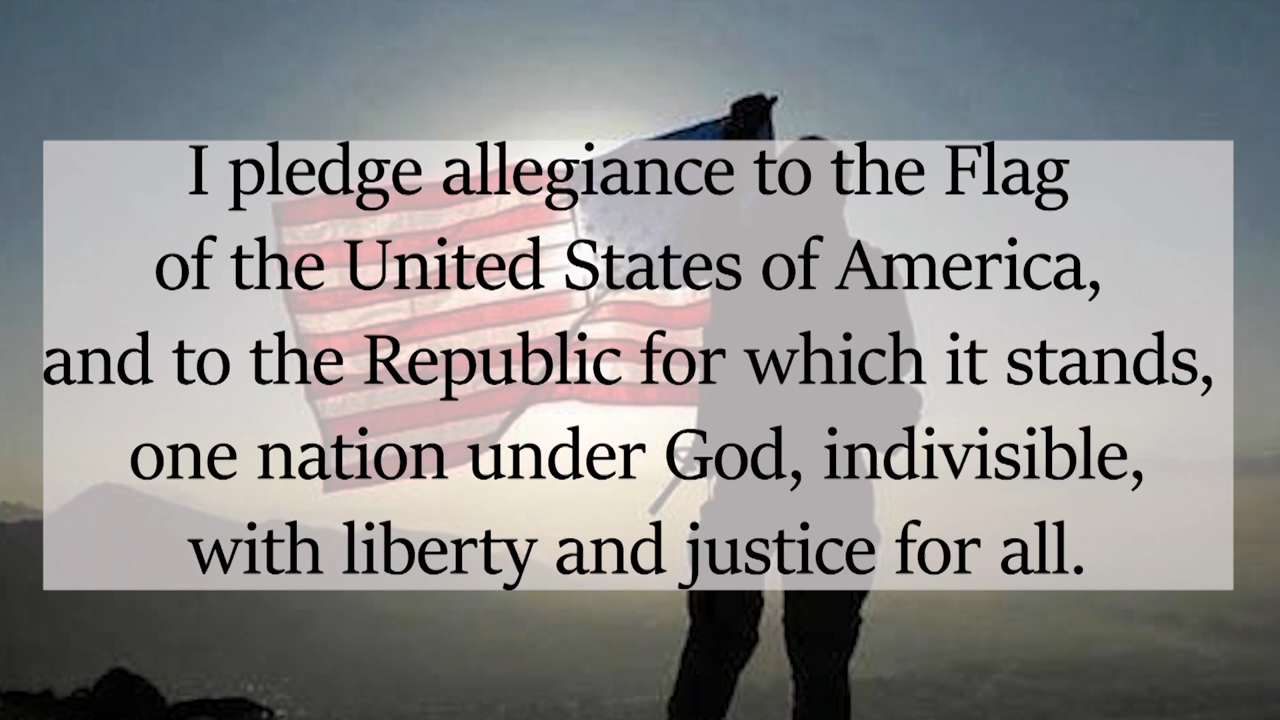 I pledge allegiance to the Flag
of the United States of America,
and to the Republic for which it stands,
one nation under God, indivisible,
with liberty and justice for all.